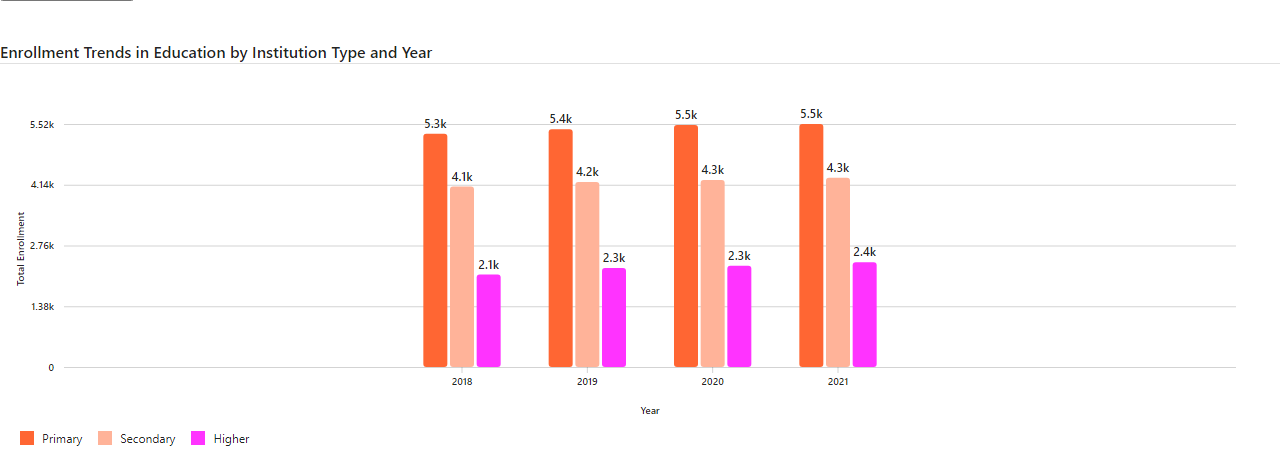 Enrollment Trends in Education by Institution Type and Year
5.52k
4.14k
2.76k
1.38k
0
Total Enrollment
5.3k
4.1k
2.1k
5.4k
4.2k
2.3k
5.5k
4.3k
2.3k
5.5k
4.3k
2.4k
2018
2019
2020
2021
Year
Primary
Secondary
Higher